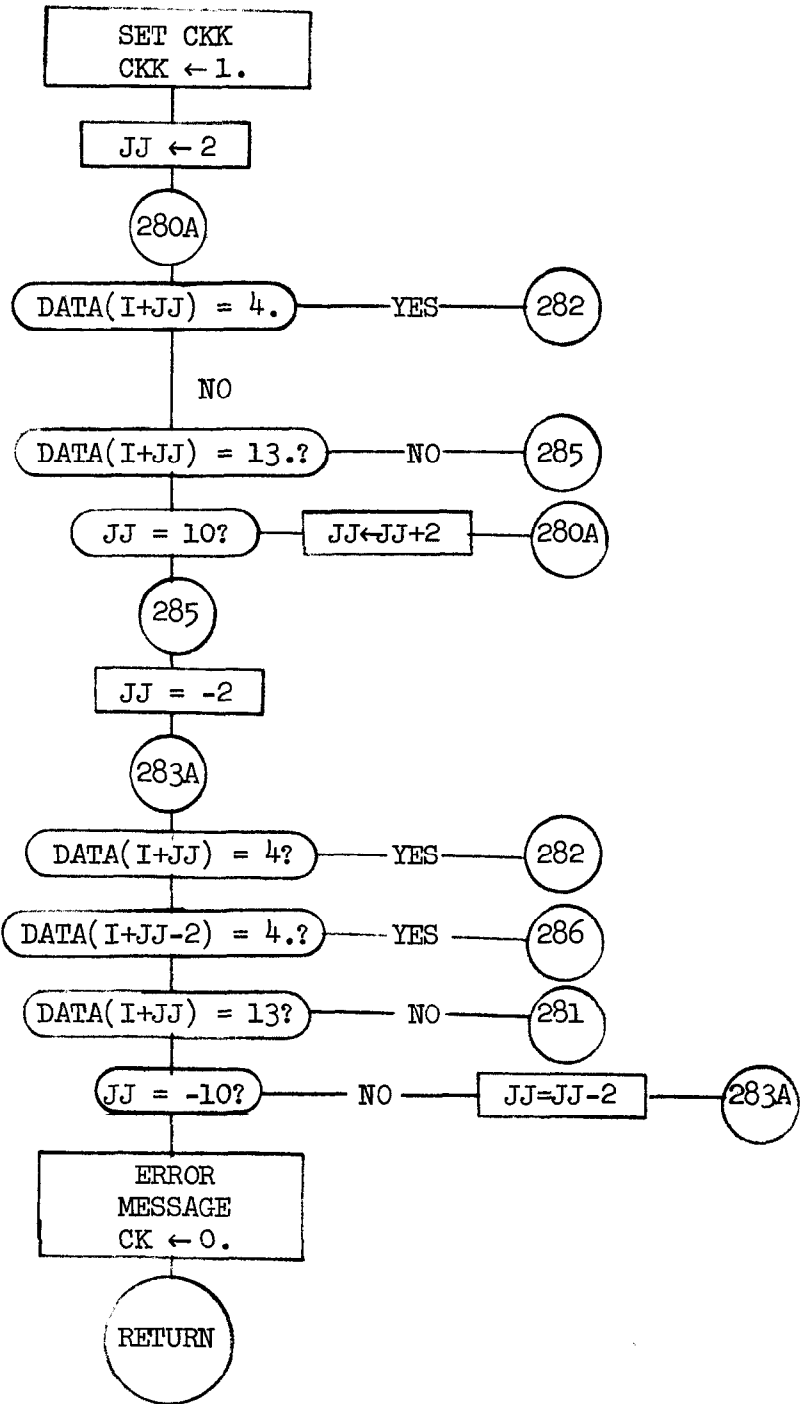 SET CKK
CKK ← 1.
JJ ← 2
280A
DATA(I+JJ) = 4.
YES
282
NO
DATA(I+JJ) = 13.?
NO
285
JJ = 10?
JJ←JJ+2
280A
285
JJ = -2
283A
DATA(I+JJ) = 4?
YES
282
DATA(I+JJ-2) = 4.?
YES
286
DATA(I+JJ) = 13?
NO
281
JJ = -10?
NO
JJ=JJ-2
283A
ERROR
MESSAGE
CK ← 0.
RETURN